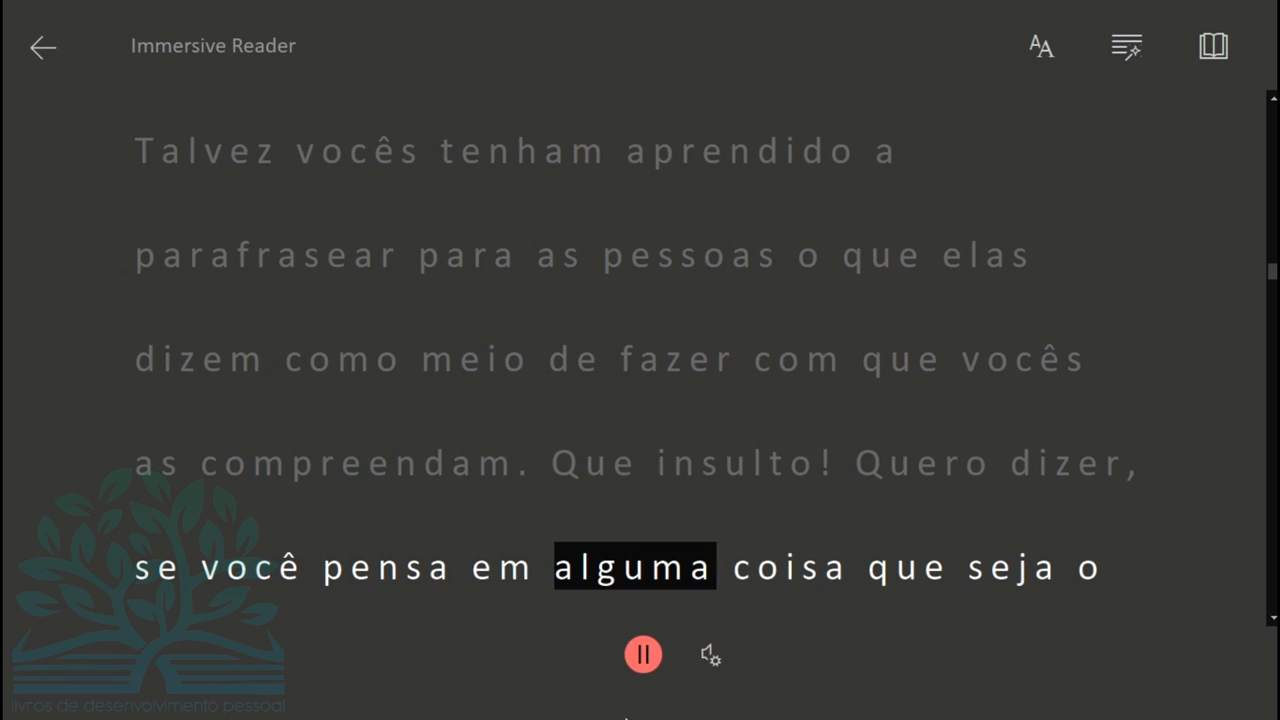 Immersive Reader
Talvez vocês tenham aprendido a
parafrasear para as pessoas o que elas
dizem como meio de fazer com que vocês
as compreendam. Que insulto! Quero dizer,
se você pensa em alguma coisa que seja o
livros de desenvolvimento pessoal